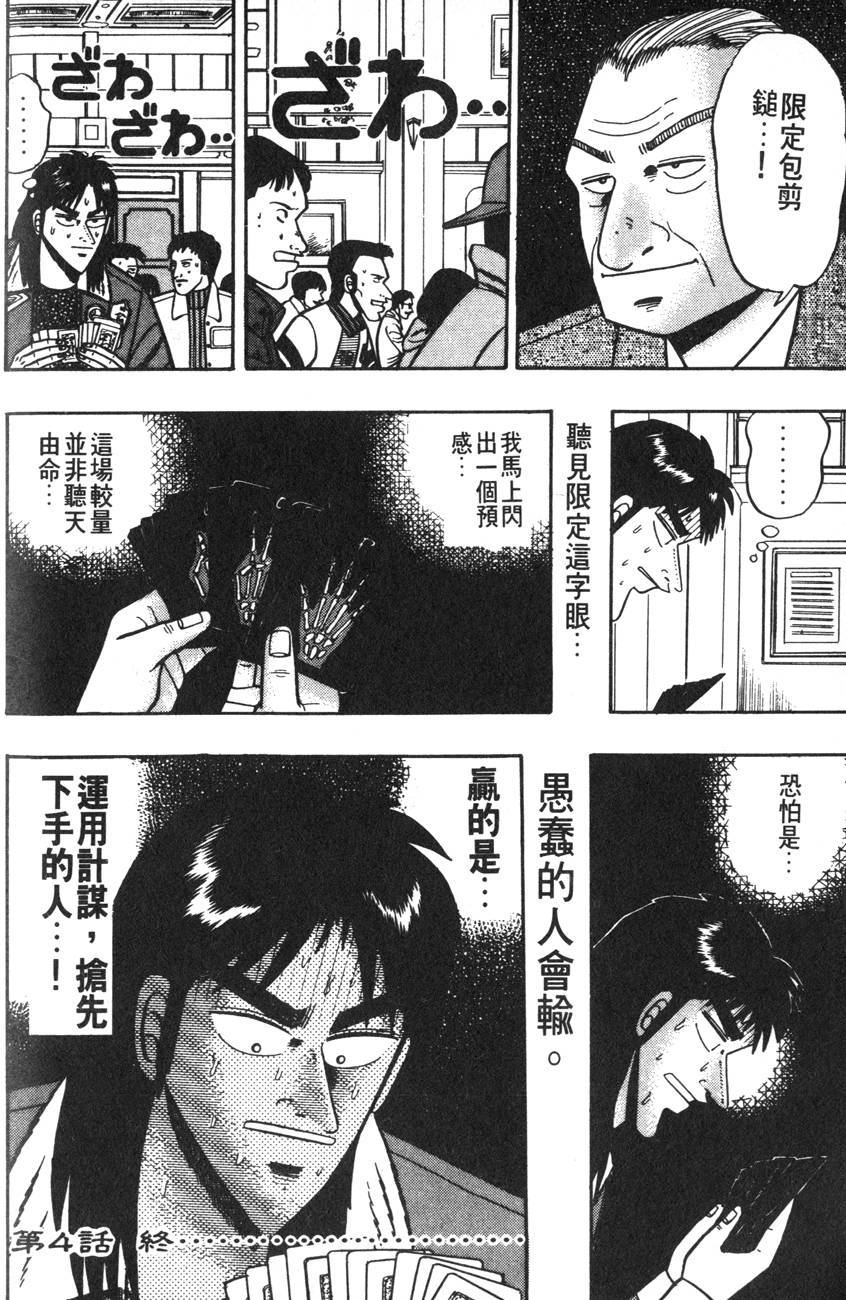 限定包剪
鎚…！
ざわ‥
ざわ
ざわ‥
………
………
聽見限定這字眼…
我馬上閃
出一個預
感…
這場較量
並非聽天
由命…
恐怕是…
愚蠢的人會輸。
贏的是…
運用計謀，搶先
下手的人…！
第4話 終